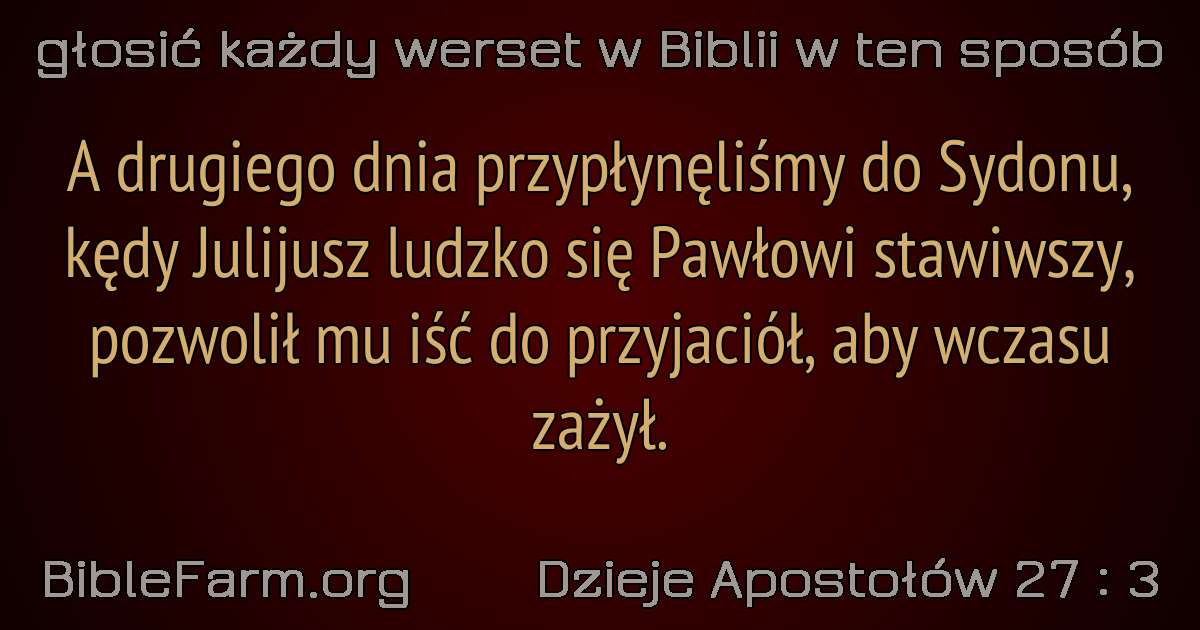 głosić każdy werset w Biblii w ten sposób
A drugiego dnia przypłynęliśmy do Sydonu,
kędy Julijusz ludzko się Pawłowi stawiwszy,
pozwolił mu iść do przyjaciół, aby wczasu
zażył.
BibleFarm.org
Dzieje Apostołów 27 : 3